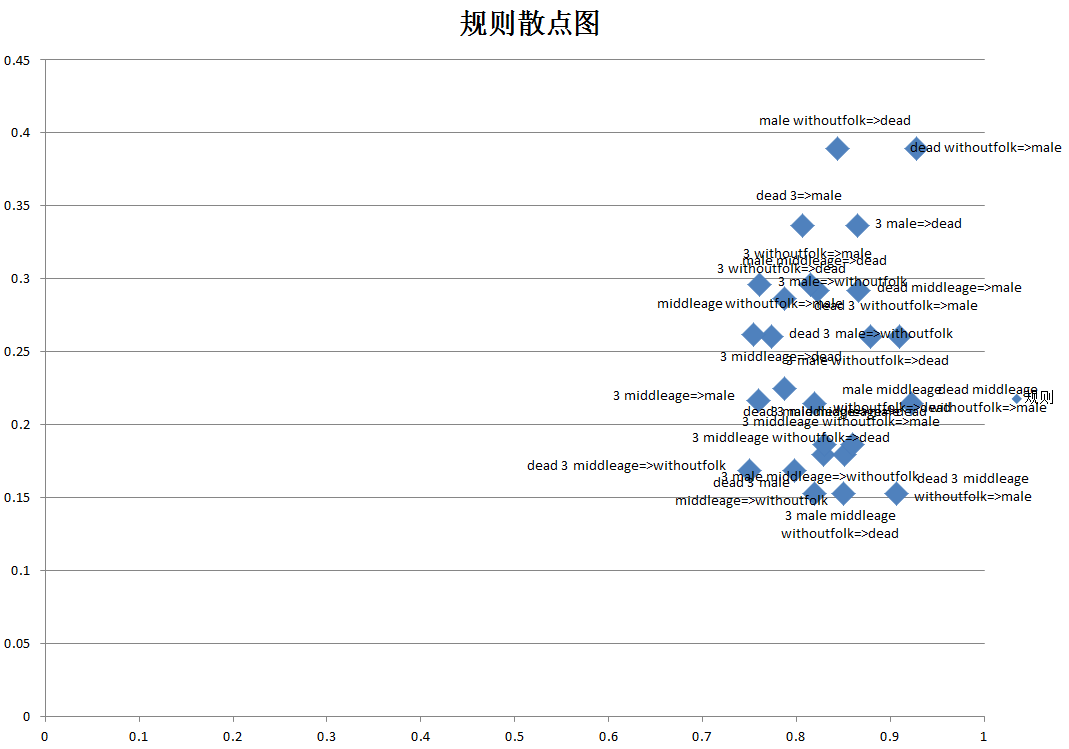 规则散点图
0.45
male withoutfolk=>dead
0.4
dead withoutfolk=>male
dead 3=>male
0.35
3 male=>dead
3 withoutfolk=>male
male middleage=>dead
3 withoutfolk=>dead
0.3
3 male=>withoutfolk
dead middleage=>male
middleage withoutfolk=>male
dead 3 withoutfolk=>male
dead 3 male=>withoutfolk
0.25
3 middleage=>dead
3 male withoutfolk=>dead
3 middleage=>male
male middleage
withoutfolk=>dead
dead middleage
withoutfolk=>male
规则
0.2
3 middleage withoutfolk=>male
3 middleage withoutfolk=>dead
dead 3 middleage=>withoutfolk
3 male middleage=>withoutfolk
dead 3 male
middleage=>withoutfolk
dead 3 middleage
withoutfolk=>male
0.15
3 male middleage
withoutfolk=>dead
0.1
0.05
0
0
0.1
0.2
0.3
0.4
0.5
0.6
0.7
0.8
0.9
1